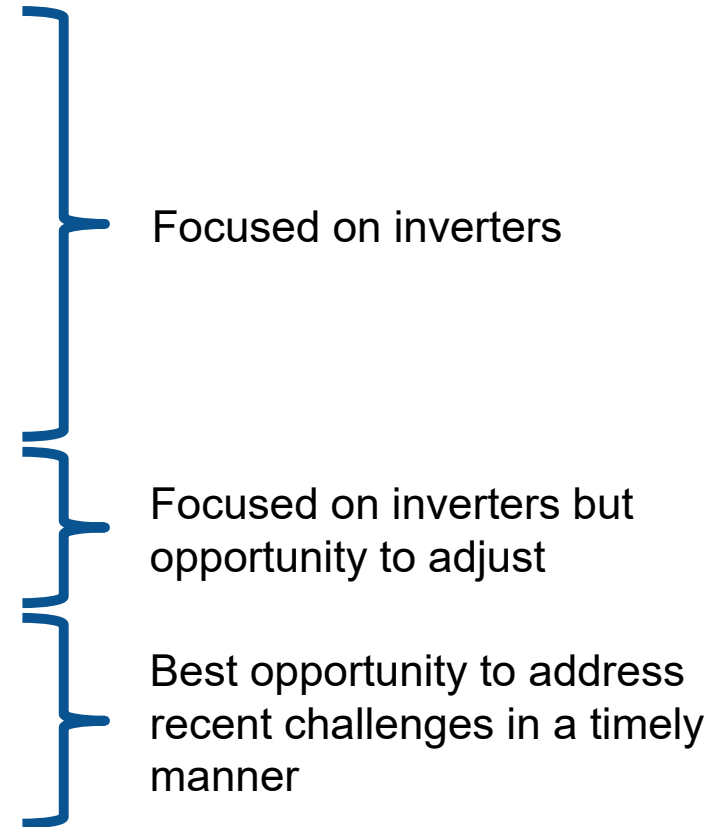 Focused on inverters
Focused on inverters but
opportunity to adjust
Best opportunity to address
recent challenges in a timely
manner